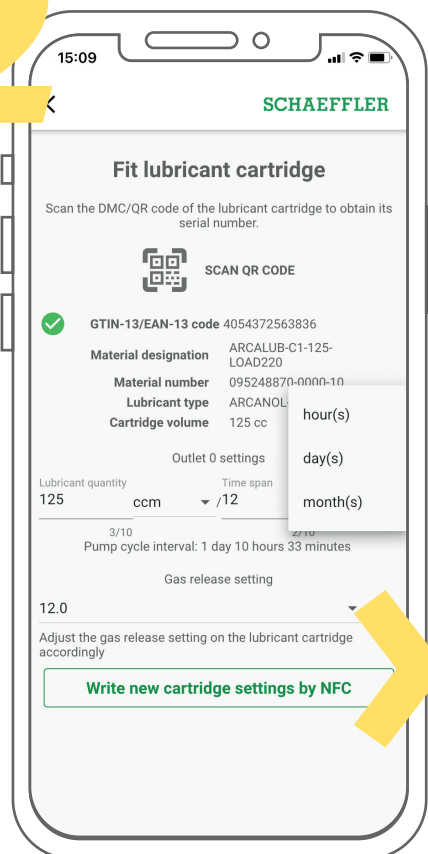 15:09
SCHAEFFLER
Fit lubricant cartridge
Scan the DMC/QR code of the lubricant cartridge to obtain its
serial number.
SCAN QR CODE
GTIN-13/EAN-13 code 4054372563836
Material designation ARCALUB-C1-125-
LOAD220
Material number 095248870-0000-10
Lubricant type ARCANOL-
Cartridge volume 125 cc
hour(s)
day(s)
month(s)
Outlet 0 settings
Lubricant quantity Time span
125 ccm /12
3/10 2/10
Pump cycle interval: 1 day 10 hours 33 minutes
Gas release setting
12.0
Adjust the gas release setting on the lubricant cartridge
accordingly
Write new cartridge settings by NFC